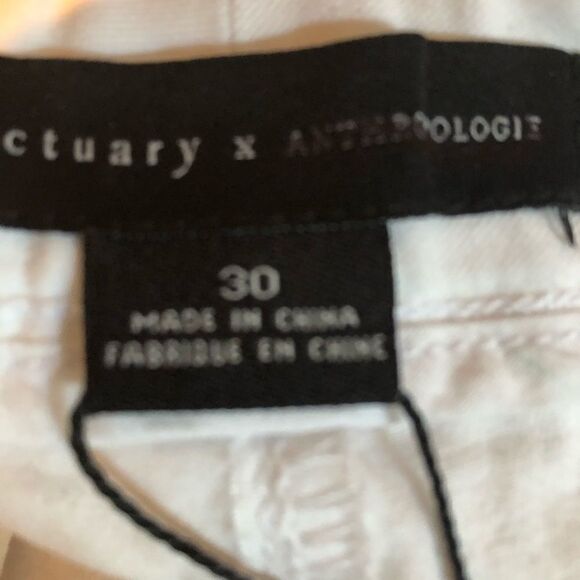 ctuary x ANTHROPOLOGIE
30
MADE IN CHINA
FABRIQUE EN CHINE